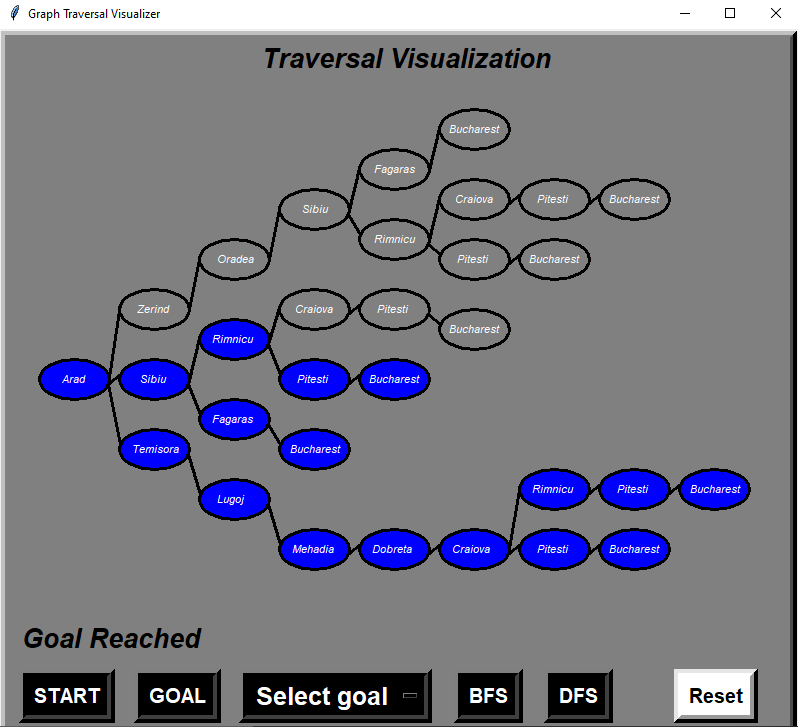 Graph Traversal Visualizer
Traversal Visualization
Bucharest
Fagaras
Craiova Pitesti Bucharest
Sibiu
Rimnicu
Oradea Pitesti Bucharest
Zerind Craiova Pitesti
Bucharest
Rimnicu
Arad Sibiu Pitesti Bucharest
Fagaras
Temisora Bucharest
Lugoj Rimnicu Pitesti Bucharest
Mehadia Dobreta Craiova Pitesti Bucharest
Goal Reached
START GOAL Select goal BFS DFS Reset